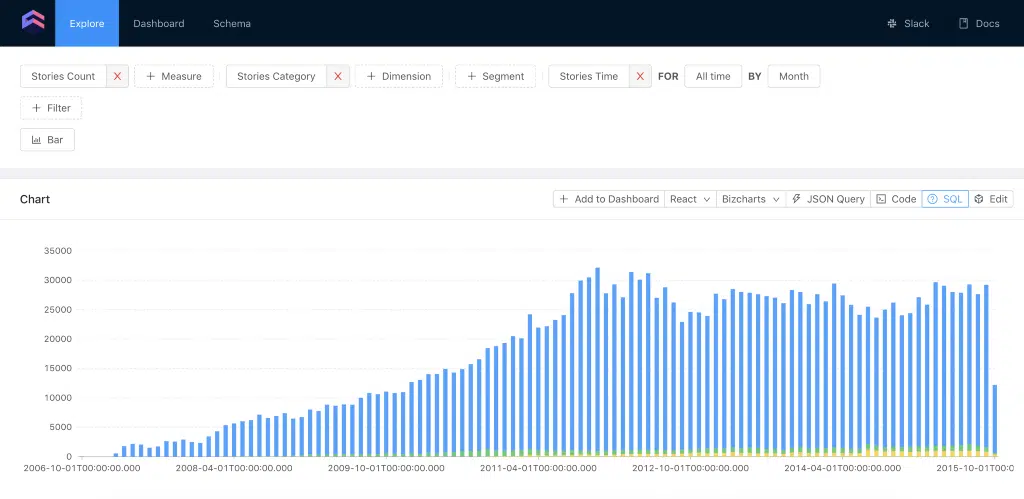 Explore Dashboard Schema Slack Docs
Stories Count X + Measure Stories Category X + Dimension + Segment Stories Time X FOR All time BY Month
+ Filter
Bar
Chart + Add to Dashboard React Bizcharts JSON Query Code SQL Edit
35000
30000
25000
20000
15000
10000
5000
0
2006-10-01T00:00:00.000 2008-04-01T00:00:00.000 2009-10-01T00:00:00.000 2011-04-01T00:00:00.000 2012-10-01T00:00:00.000 2014-04-01T00:00:00.000 2015-10-01T00:0